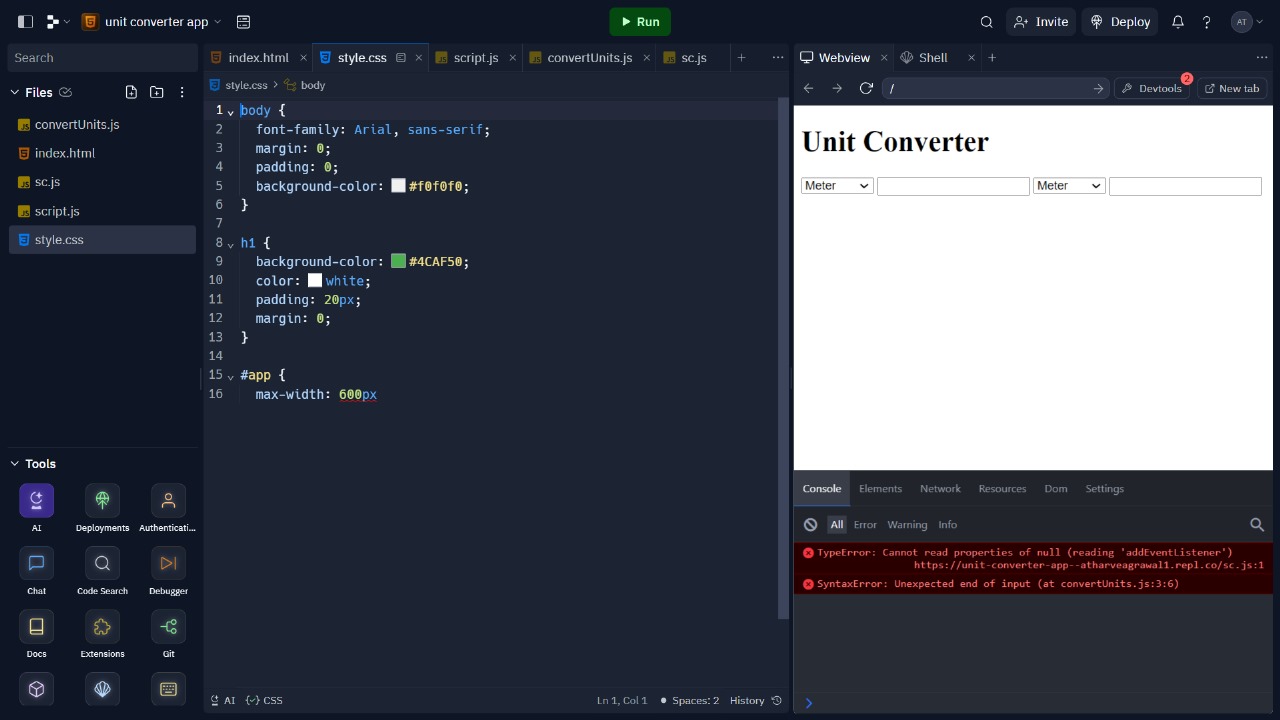 unit converter app
Run
Invite
Deploy
AT
Search
Files
convertUnits.js
index.html
sc.js
script.js
style.css
Tools
AI
Deployments
Authenticati...
Chat
Code Search
Debugger
Docs
Extensions
Git
index.html
style.css
script.js
convertUnits.js
sc.js
style.css > body
1 body {
2 font-family: Arial, sans-serif;
3 margin: 0;
4 padding: 0;
5 background-color: #f0f0f0;
6 }
7
8 h1 {
9 background-color: #4CAF50;
10 color: white;
11 padding: 20px;
12 margin: 0;
13 }
14
15 #app {
16 max-width: 600px
AI
CSS
Ln 1, Col 1
Spaces: 2
History
Webview
Shell
/
Devtools
2
New tab
Unit Converter
Meter
Meter
Console Elements Network Resources Dom Settings
All Error Warning Info
TypeError: Cannot read properties of null (reading 'addEventListener')
https://unit-converter-app--atharveagrawal1.repl.co/sc.js:1
SyntaxError: Unexpected end of input (at convertUnits.js:3:6)